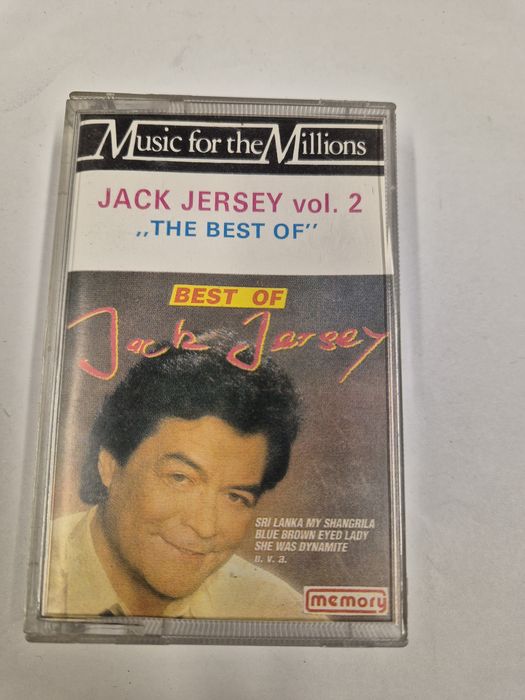 Music for the Millions
JACK JERSEY vol. 2
,,THE BEST OF''
BEST OF
Jack Jersey
SRI LANKA MY SHANGRILA
BLUE BROWN EYED LADY
SHE WAS DYNAMITE
u. v. a.
memory